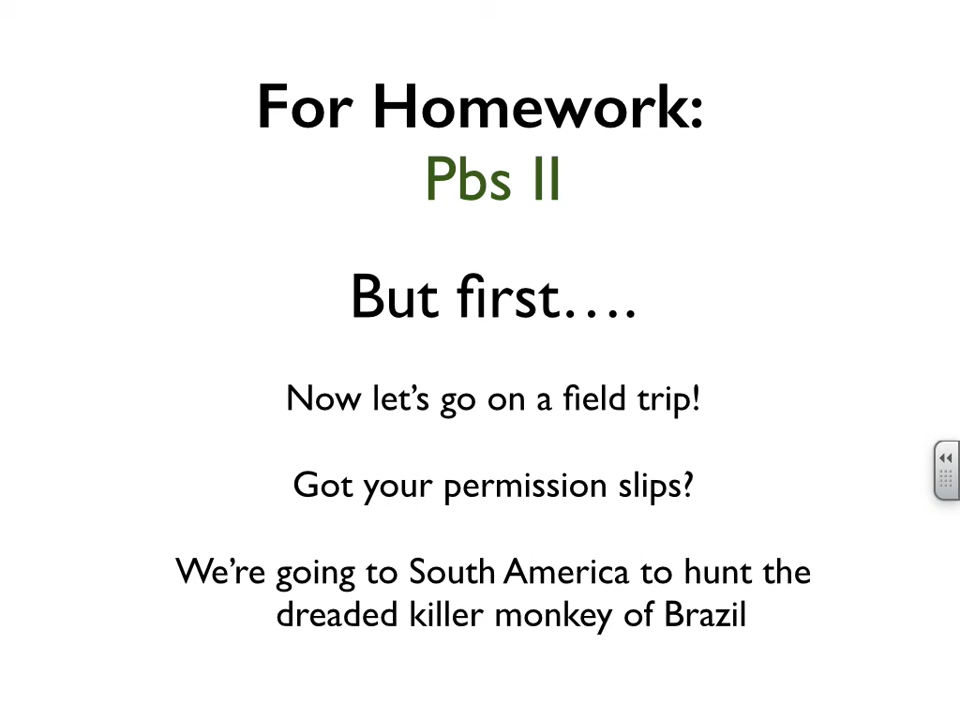 For Homework:
Pbs II
But first….
Now let’s go on a field trip!
Got your permission slips?
We’re going to South America to hunt the
dreaded killer monkey of Brazil